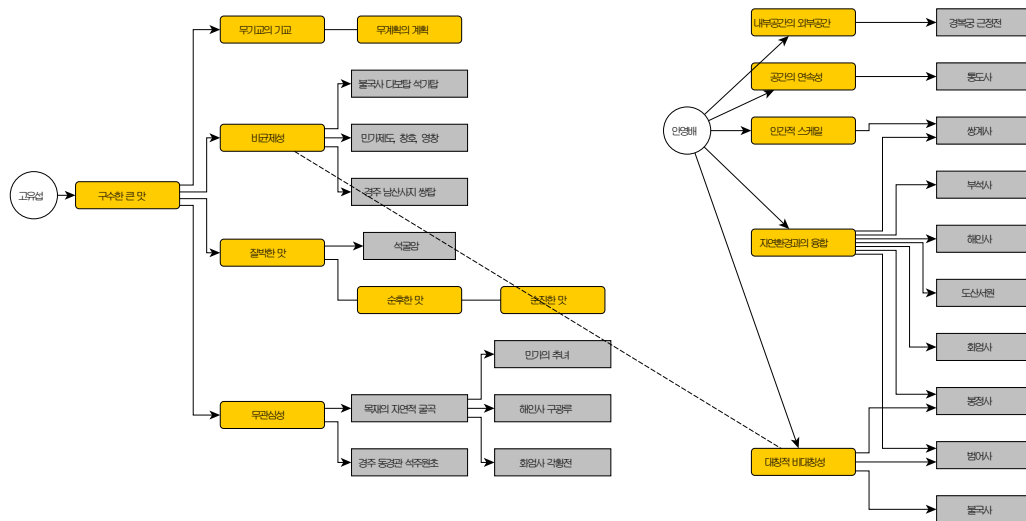 고유섭
구수한 큰 맛
무기교의 기교
무계획의 계획
비균제성
불국사 다보탑 석가탑
민가제도, 창호, 영창
경주 남산사지 쌍탑
질박한 맛
석굴암
순후한 맛
순진한 맛
무관심성
목재의 자연적 굴곡
민가의 추녀
해인사 구광루
화엄사 각황전
경주 동경관 석주원초
안영배
내부공간의 외부공간
경복궁 근정전
공간의 연속성
통도사
인간적 스케일
쌍계사
자연환경과의 융합
부석사
해인사
도산서원
화엄사
봉정사
대칭적 비대칭성
범어사
불국사